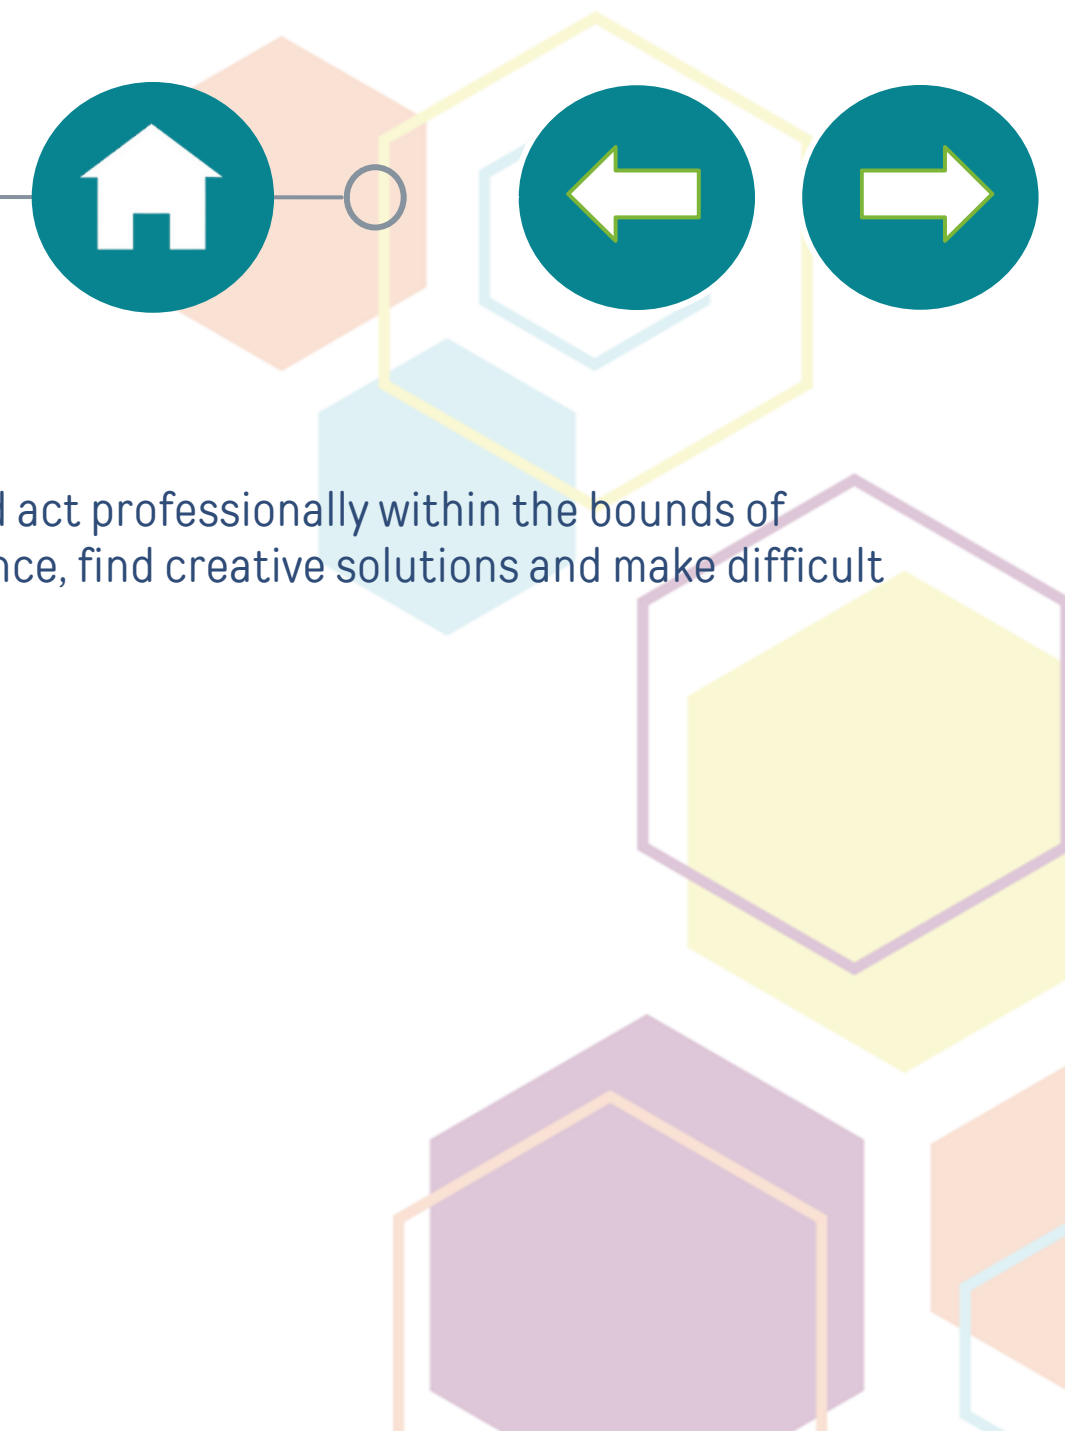 act professionally within the bounds of
find creative solutions and make difficult